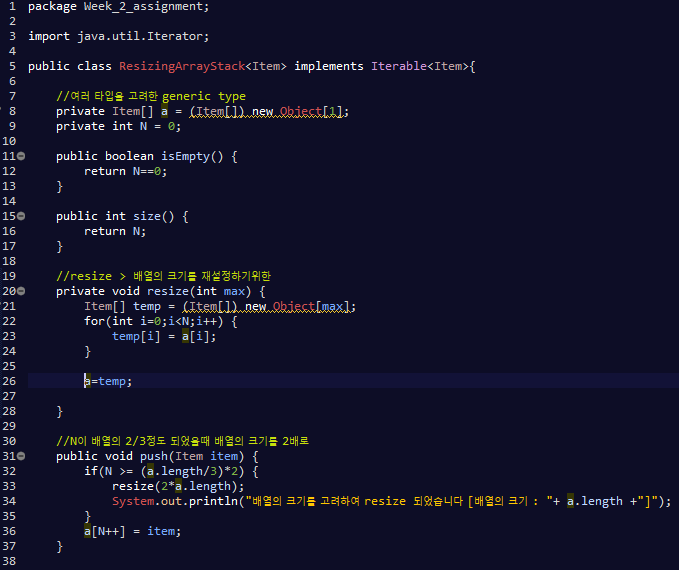 1 package Week_2_assignment;
2
3 import java.util.Iterator;
4
5 public class ResizingArrayStack<Item> implements Iterable<Item>{
6
7     //여러 타입을 고려한 generic type
8     private Item[] a = (Item[]) new Object[1];
9     private int N = 0;
10
11     public boolean isEmpty() {
12         return N==0;
13     }
14
15     public int size() {
16         return N;
17     }
18
19     //resize > 배열의 크기를 재설정하기위한
20     private void resize(int max) {
21         Item[] temp = (Item[]) new Object[max];
22         for(int i=0;i<N;i++) {
23             temp[i] = a[i];
24         }
25
26         a=temp;
27
28     }
29
30     //N이 배열의 2/3정도 되었을때 배열의 크기를 2배로
31     public void push(Item item) {
32         if(N >= (a.length/3)*2) {
33             resize(2*a.length);
34             System.out.println("배열의 크기를 고려하여 resize 되었습니다 [배열의 크기 : "+ a.length +"]");
35         }
36         a[N++] = item;
37     }
38